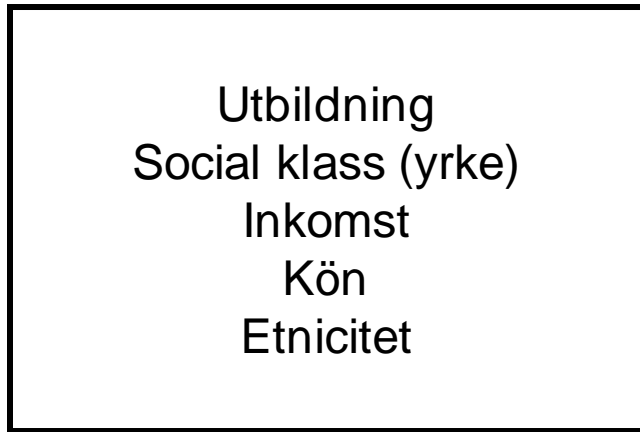 Utbildning
Social klass (yrke)
Inkomst
Kön
Etnicitet